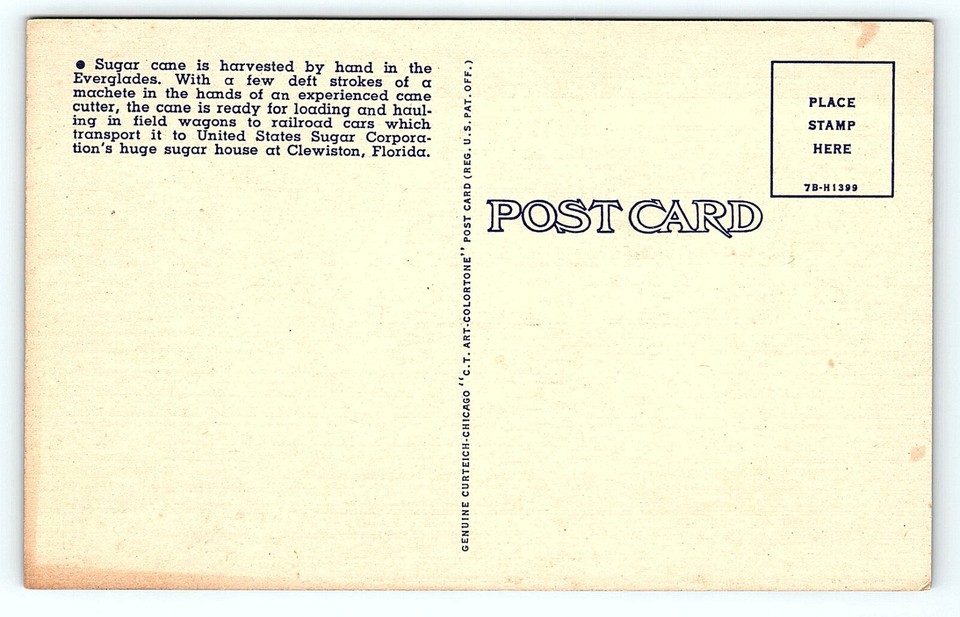 ● Sugar cane is harvested by hand in the
Everglades. With a few deft strokes of a
machete in the hands of an experienced cane
cutter, the cane is ready for loading and haul-
ing in field wagons to railroad cars which
transport it to United States Sugar Corpora-
tion's huge sugar house at Clewiston, Florida.
GENUINE CURTEICH-CHICAGO "C.T. ART-COLORTONE" POST CARD (REG. U.S. PAT. OFF.)
POST CARD
PLACE
STAMP
HERE
7B-H1399